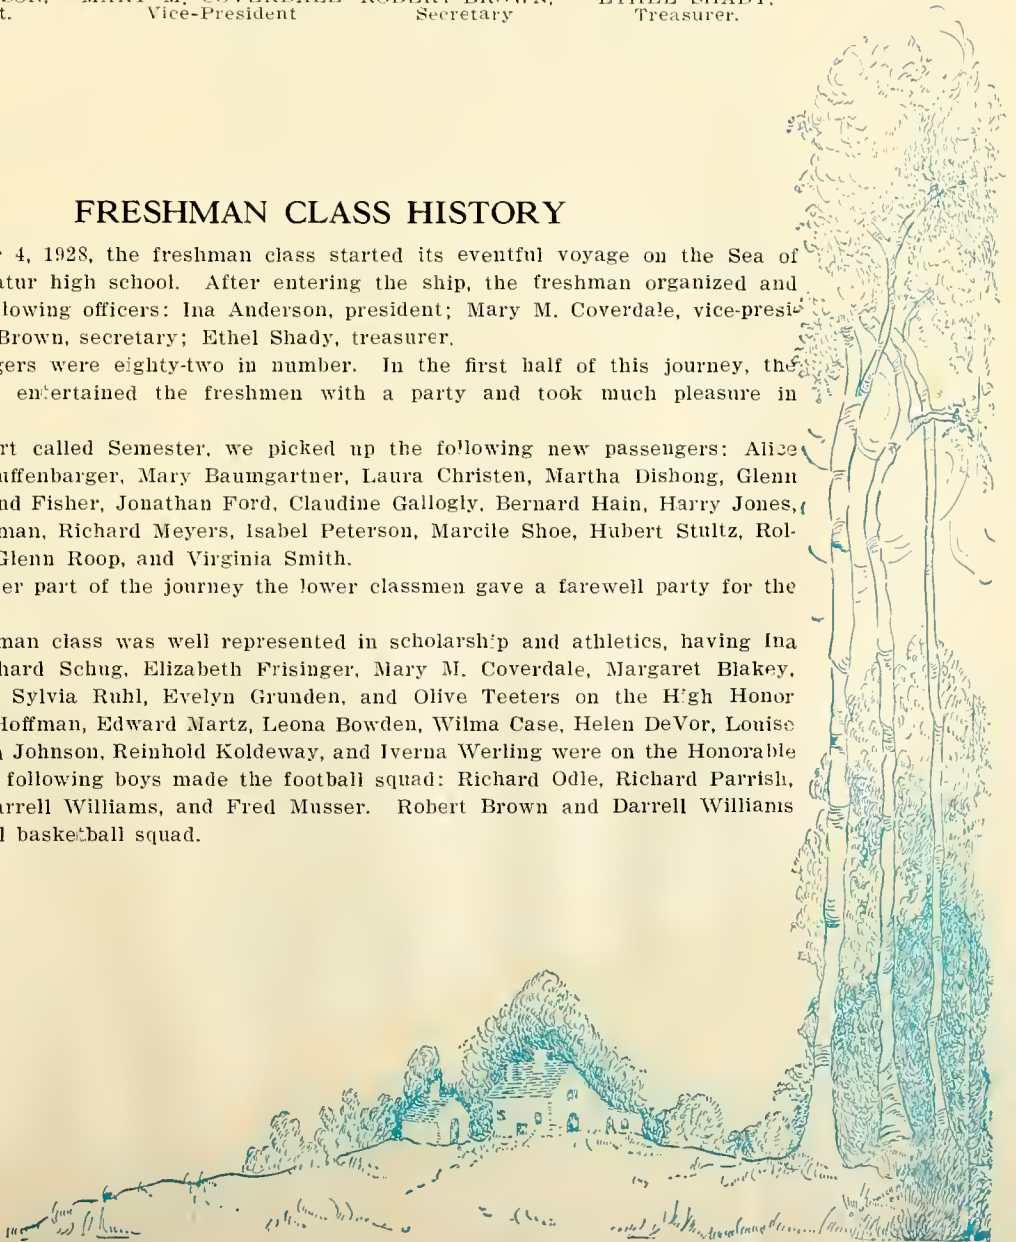 MARY M. COVERDALE ROBERT BROWN, ETHEL SHADY,
t. Vice-President Secretary Treasurer.
FRESHMAN CLASS HISTORY
4, 1928, the freshman class started its eventful voyage on the Sea of
atur high school. After entering the ship, the freshman organized and
lowing officers: Ina Anderson, president; Mary M. Coverdale, vice-presi-
Brown, secretary; Ethel Shady, treasurer.
gers were eighty-two in number. In the first half of this journey, the
entertained the freshmen with a party and took much pleasure in
rt called Semester, we picked up the following new passengers: Alice
uffenbarger, Mary Baumgartner, Laura Christen, Martha Dishong, Glenn
nd Fisher, Jonathan Ford, Claudine Gallogly, Bernard Hain, Harry Jones,
man, Richard Meyers, Isabel Peterson, Marcile Shoe, Hubert Stultz, Rol-
Glenn Roop, and Virginia Smith.
er part of the journey the lower classmen gave a farewell party for the
man class was well represented in scholarship and athletics, having Ina
hard Schug, Elizabeth Frisinger, Mary M. Coverdale, Margaret Blakey,
Sylvia Ruhl, Evelyn Grunden, and Olive Teeters on the High Honor
Hoffman, Edward Martz, Leona Bowden, Wilma Case, Helen DeVor, Louise
Johnson, Reinhold Koldeway, and Iverna Werling were on the Honorable
following boys made the football squad: Richard Odle, Richard Parrish,
arrell Williams, and Fred Musser. Robert Brown and Darrell Williams
l basketball squad.